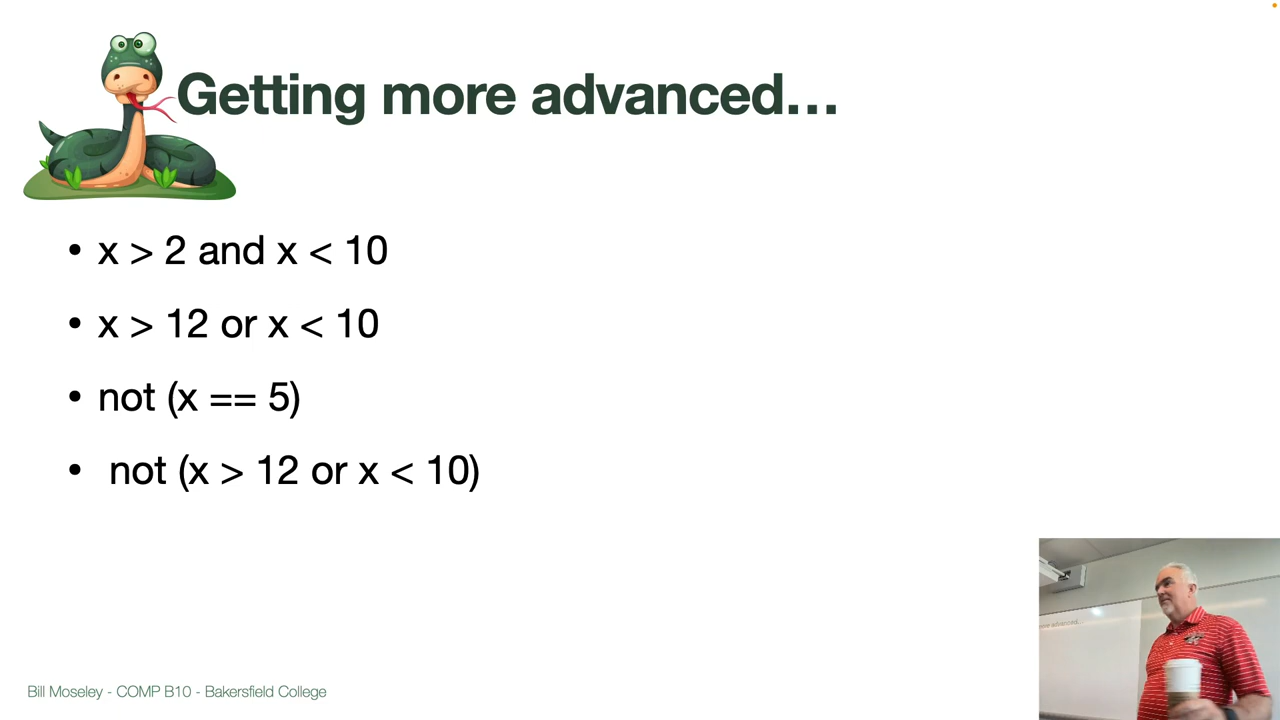 Getting more advanced...
• x > 2 and x < 10
• x > 12 or x < 10
• not (x == 5)
• not (x > 12 or x < 10)
Bill Moseley - COMP B10 - Bakersfield College